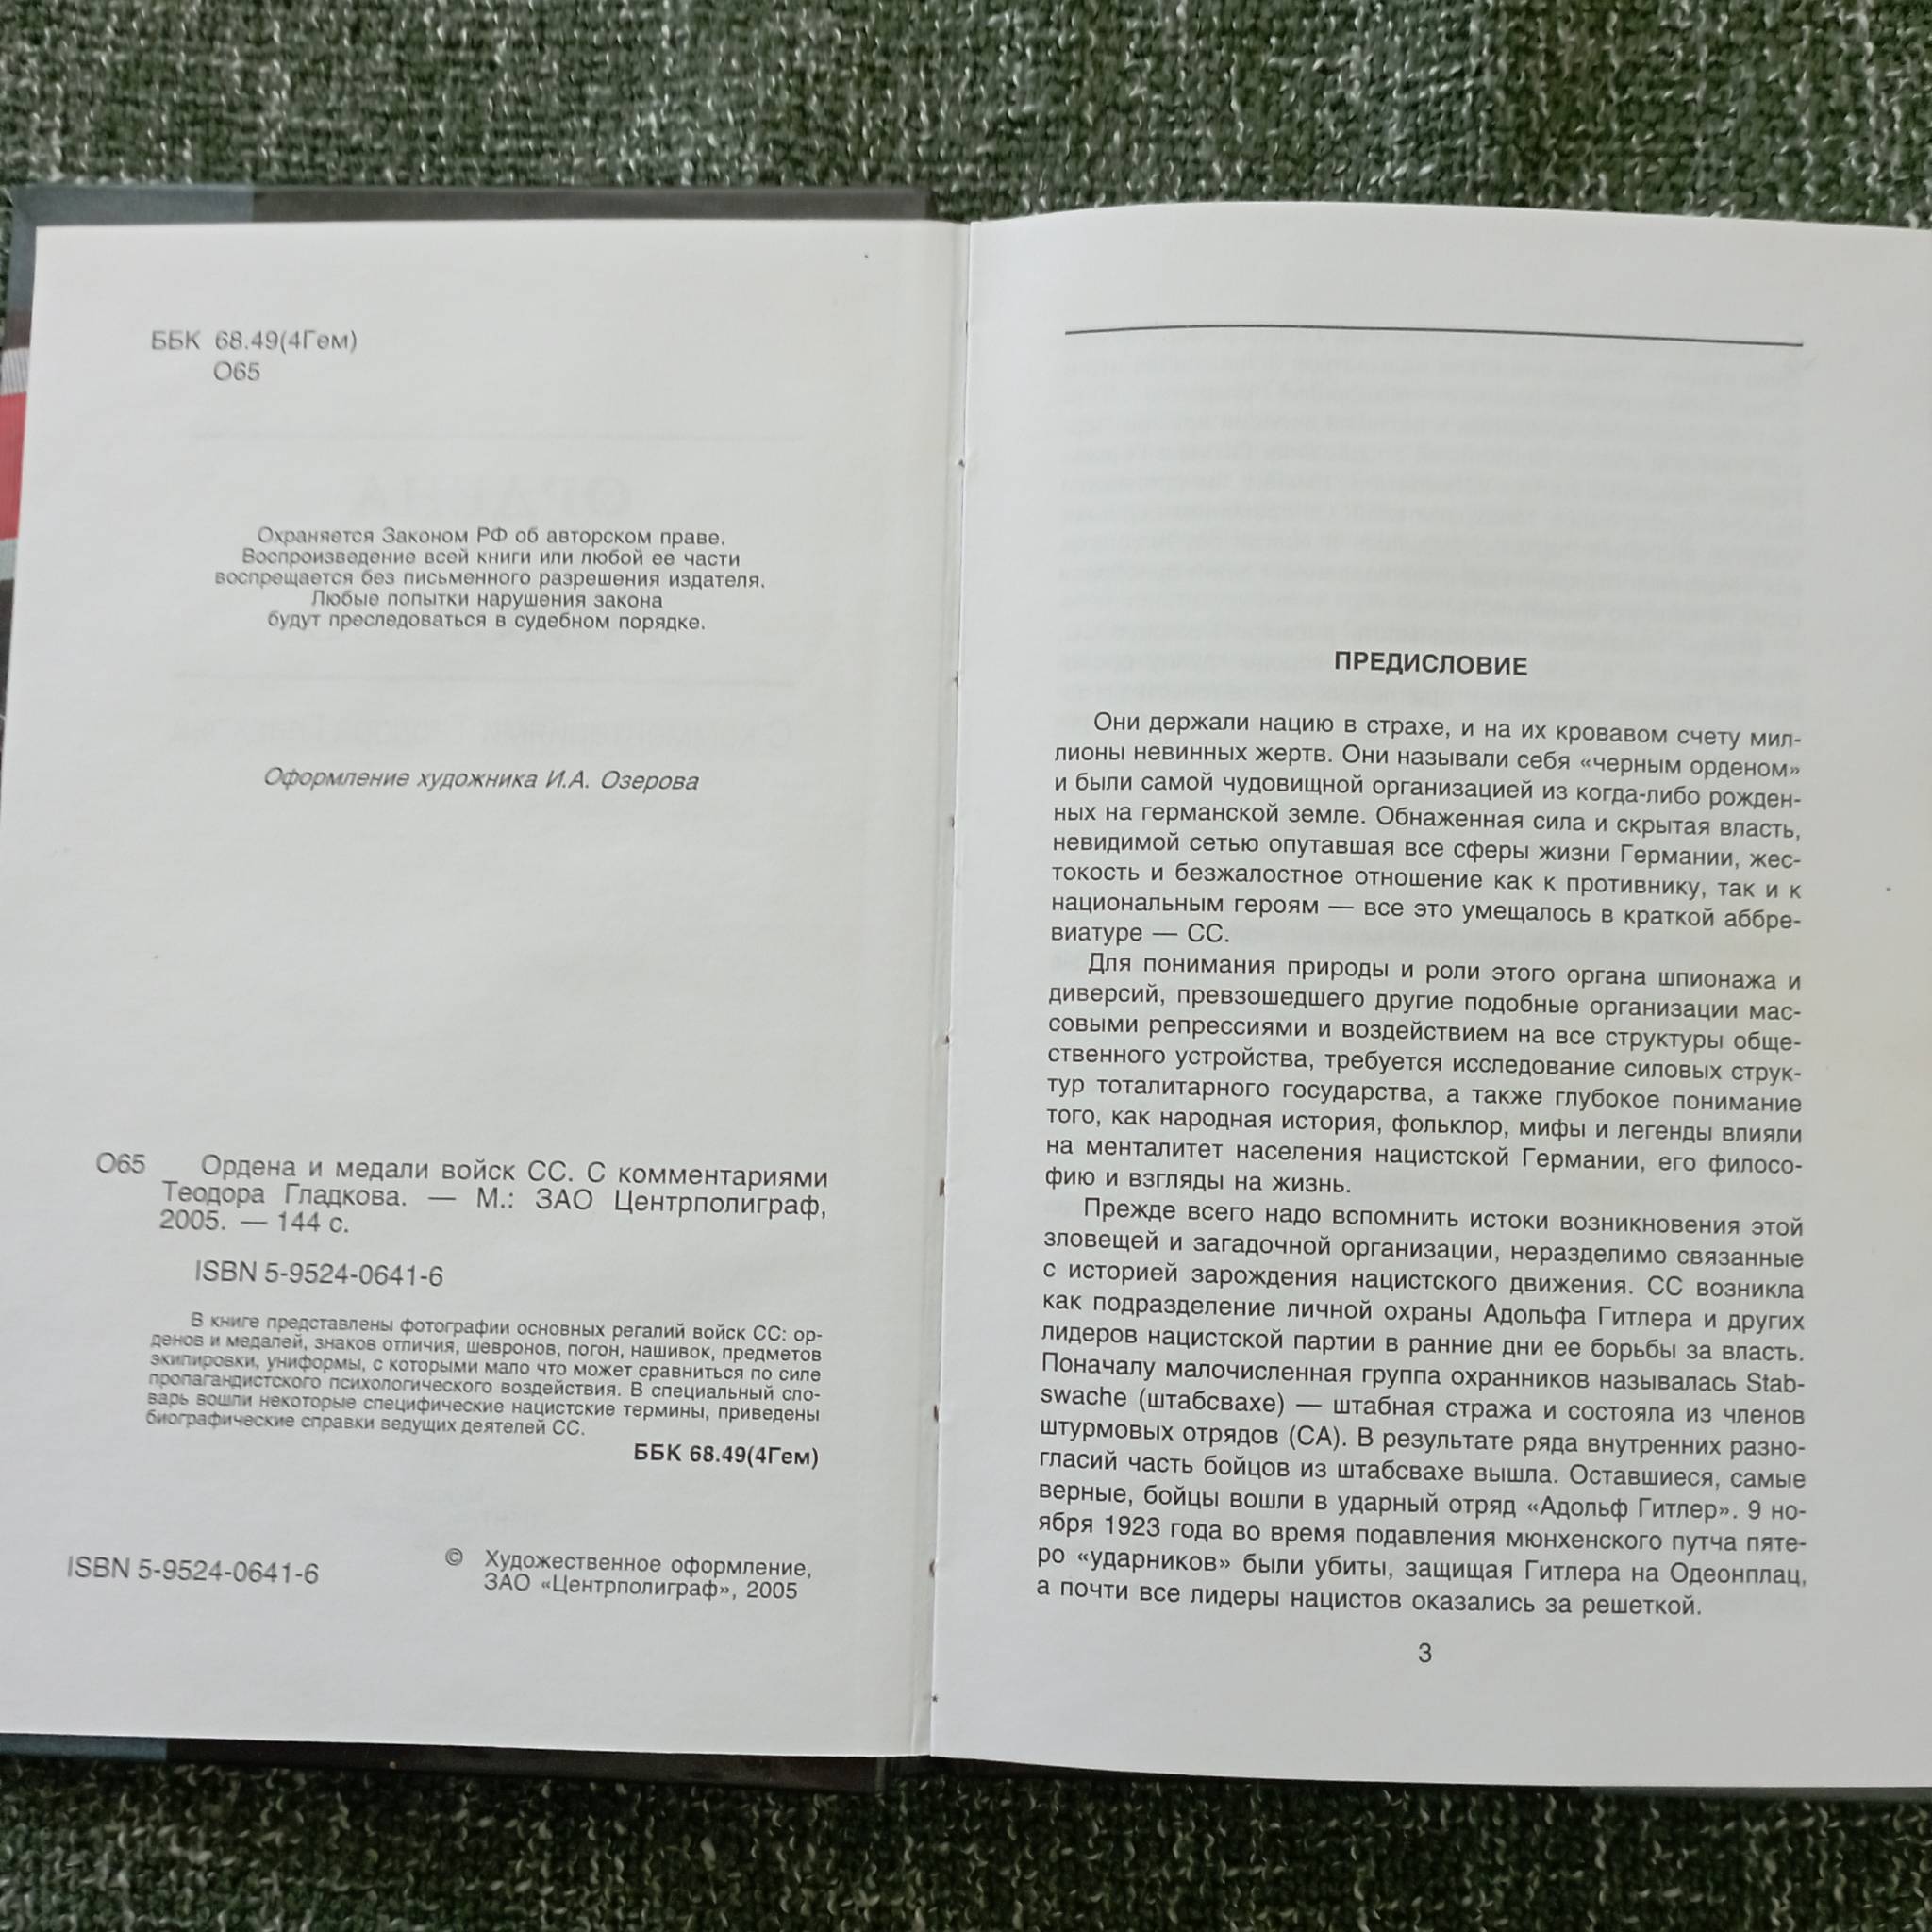 ББК 68.49(4Гем)
О65
Охраняется Законом РФ об авторском праве.
Воспроизведение всей книги или любой ее части
воспрещается без письменного разрешения издателя.
Любые попытки нарушения закона
будут преследоваться в судебном порядке.
Оформление художника И.А. Озерова
О65 Ордена и медали войск СС. С комментариями
Теодора Гладкова. — М.: ЗАО Центрполиграф,
2005. — 144 с.
ISBN 5-9524-0641-6
В книге представлены фотографии основных регалий войск СС: ор-
денов и медалей, знаков отличия, шевронов, погон, нашивок, предметов
экипировки, униформы, с которыми мало что может сравниться по силе
пропагандистского психологического воздействия. В специальный сло-
варь вошли некоторые специфические нацистские термины, приведены
биографические справки ведущих деятелей СС.
ББК 68.49(4Гем)
ISBN 5-9524-0641-6
© Художественное оформление,
ЗАО «Центрполиграф», 2005
ПРЕДИСЛОВИЕ
Они держали нацию в страхе, и на их кровавом счету мил-
лионы невинных жертв. Они называли себя «черным орденом»
и были самой чудовищной организацией из когда-либо рожден-
ных на германской земле. Обнаженная сила и скрытая власть,
невидимой сетью опутавшая все сферы жизни Германии, жес-
токость и безжалостное отношение как к противнику, так и к
национальным героям — все это умещалось в краткой аббре-
виатуре — СС.
Для понимания природы и роли этого органа шпионажа и
диверсий, превзошедшего другие подобные организации мас-
совыми репрессиями и воздействием на все структуры обще-
ственного устройства, требуется исследование силовых струк-
тур тоталитарного государства, а также глубокое понимание
того, как народная история, фольклор, мифы и легенды влияли
на менталитет населения нацистской Германии, его филосо-
фию и взгляды на жизнь.
Прежде всего надо вспомнить истоки возникновения этой
зловещей и загадочной организации, неразделимо связанные
с историей зарождения нацистского движения. СС возникла
как подразделение личной охраны Адольфа Гитлера и других
лидеров нацистской партии в ранние дни ее борьбы за власть.
Поначалу малочисленная группа охранников называлась Stab-
swache (штабсвахе) — штабная стража и состояла из членов
штурмовых отрядов (СА). В результате ряда внутренних разно-
гласий часть бойцов из штабсвахе вышла. Оставшиеся, самые
верные, бойцы вошли в ударный отряд «Адольф Гитлер». 9 но-
ября 1923 года во время подавления мюнхенского путча пяте-
ро «ударников» были убиты, защищая Гитлера на Одеонплац,
а почти все лидеры нацистов оказались за решеткой.
3